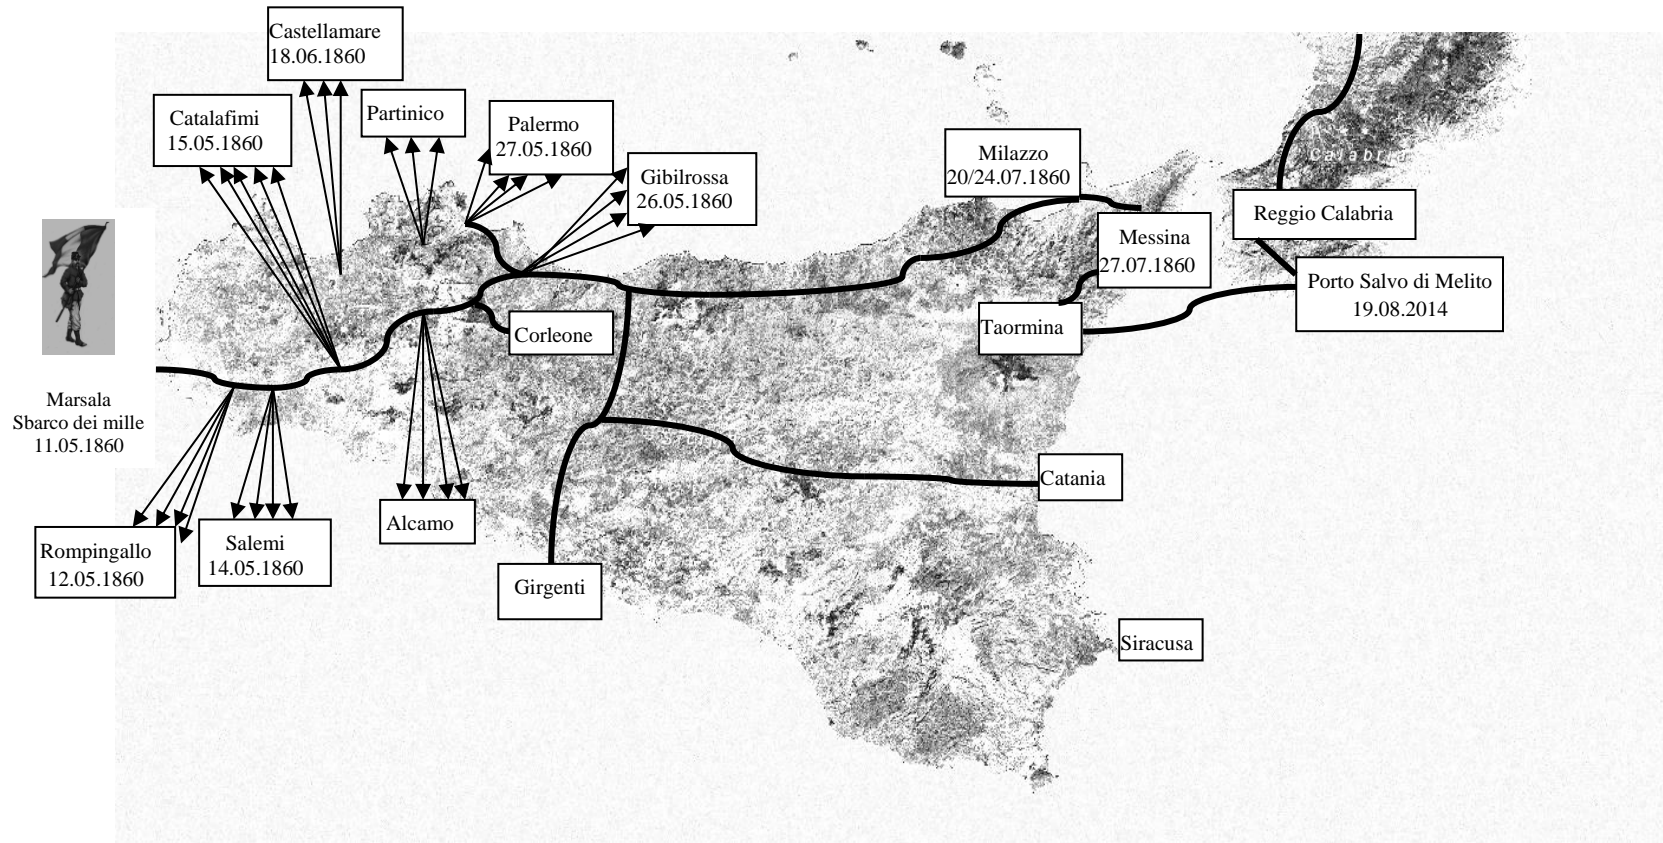 Castellamare
18.06.1860
Catalafimi
15.05.1860
Partinico
Palermo
27.05.1860
Gibilrossa
26.05.1860
Milazzo
20/24.07.1860
Calabria
Reggio Calabria
Messina
27.07.1860
Porto Salvo di Melito
19.08.2014
Taormina
Corleone
Marsala
Sbarco dei mille
11.05.1860
Catania
Alcamo
Rompingallo
12.05.1860
Salemi
14.05.1860
Girgenti
Siracusa